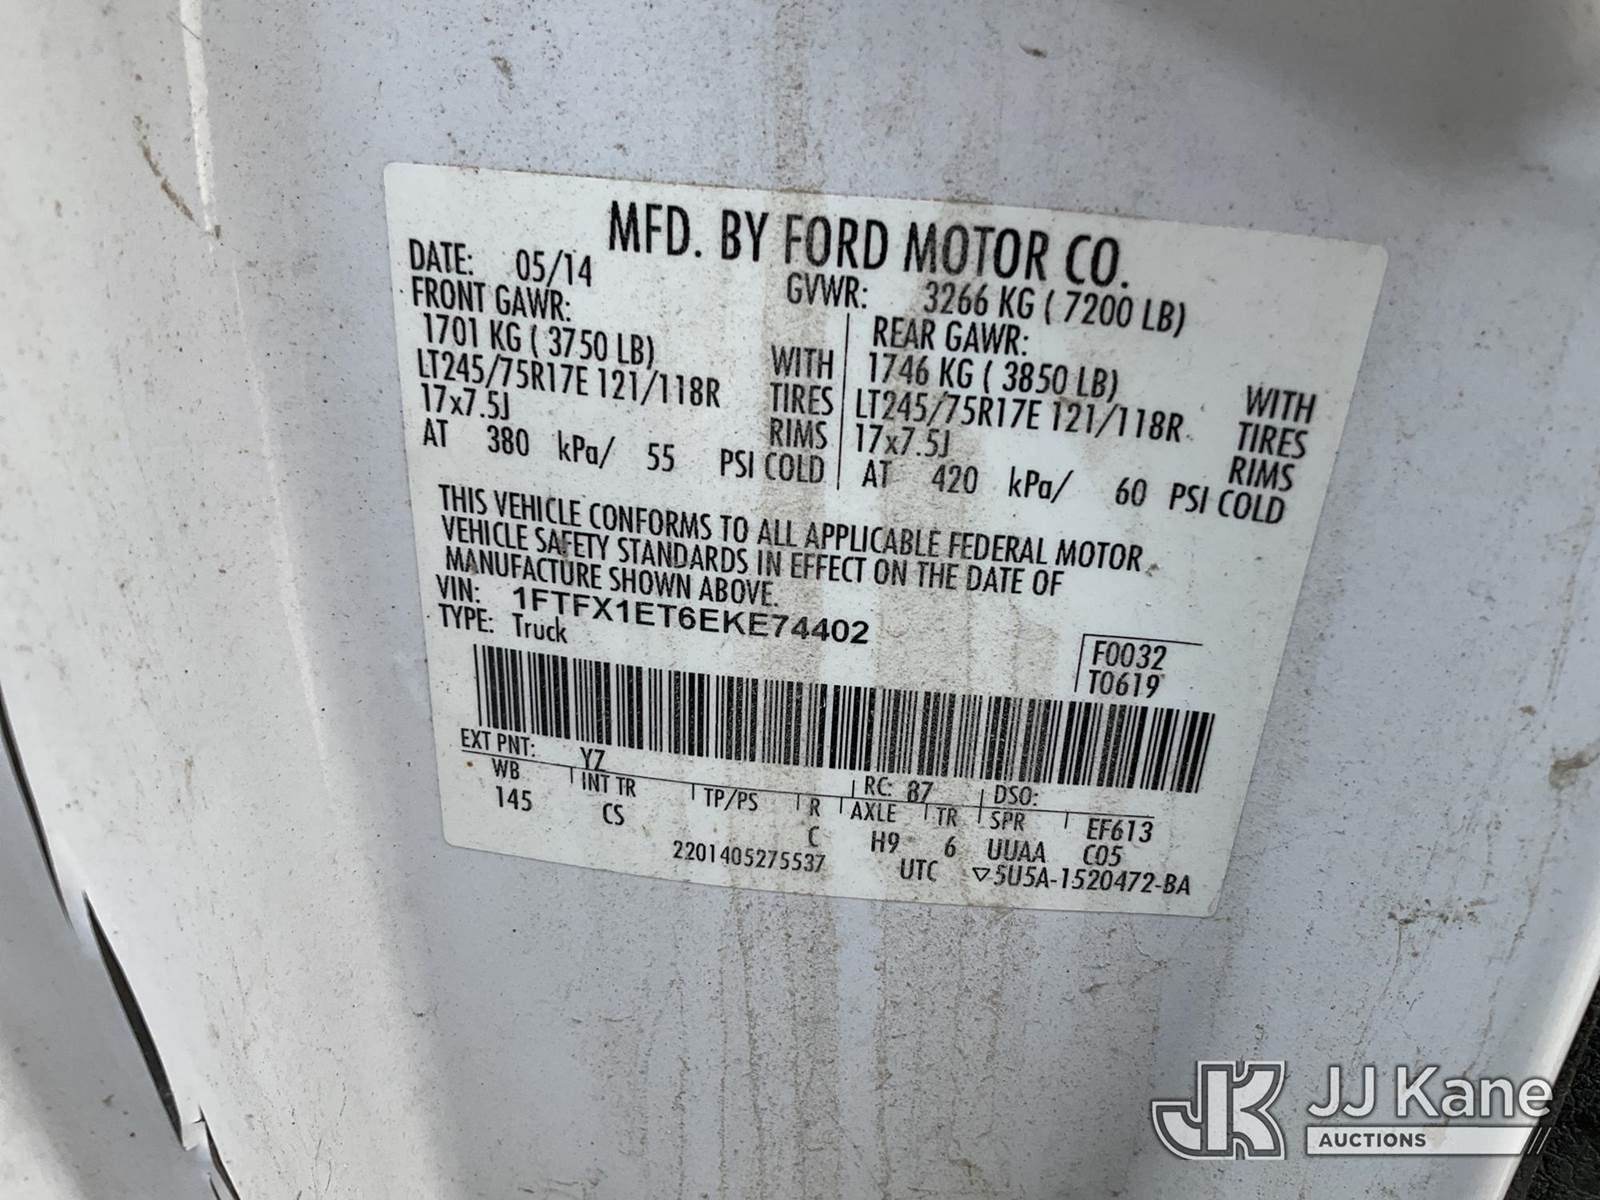 MFD. BY FORD MOTOR CO.
DATE: 05/14 GVWR: 3266 KG ( 7200 LB)
FRONT GAWR: REAR GAWR:
1701 KG ( 3750 LB) WITH 1746 KG ( 3850 LB) WITH
LT245/75R17E 121/118R TIRES LT245/75R17E 121/118R TIRES
17x7.5J RIMS 17x7.5J RIMS
AT 380 kPa/ 55 PSI COLD AT 420 kPa/ 60 PSI COLD
THIS VEHICLE CONFORMS TO ALL APPLICABLE FEDERAL MOTOR
VEHICLE SAFETY STANDARDS IN EFFECT ON THE DATE OF
MANUFACTURE SHOWN ABOVE.
VIN: 1FTFX1ET6EKE74402
TYPE: Truck
F0032
T0619
EXT PNT: YZ RC: 87 DSO:
WB INT TR TP/PS R AXLE TR SPR EF613
145 CS C H9 6 UUAA C05
2201405275537 UTC ▽5U5A-1520472-BA
JK JJ Kane
AUCTIONS